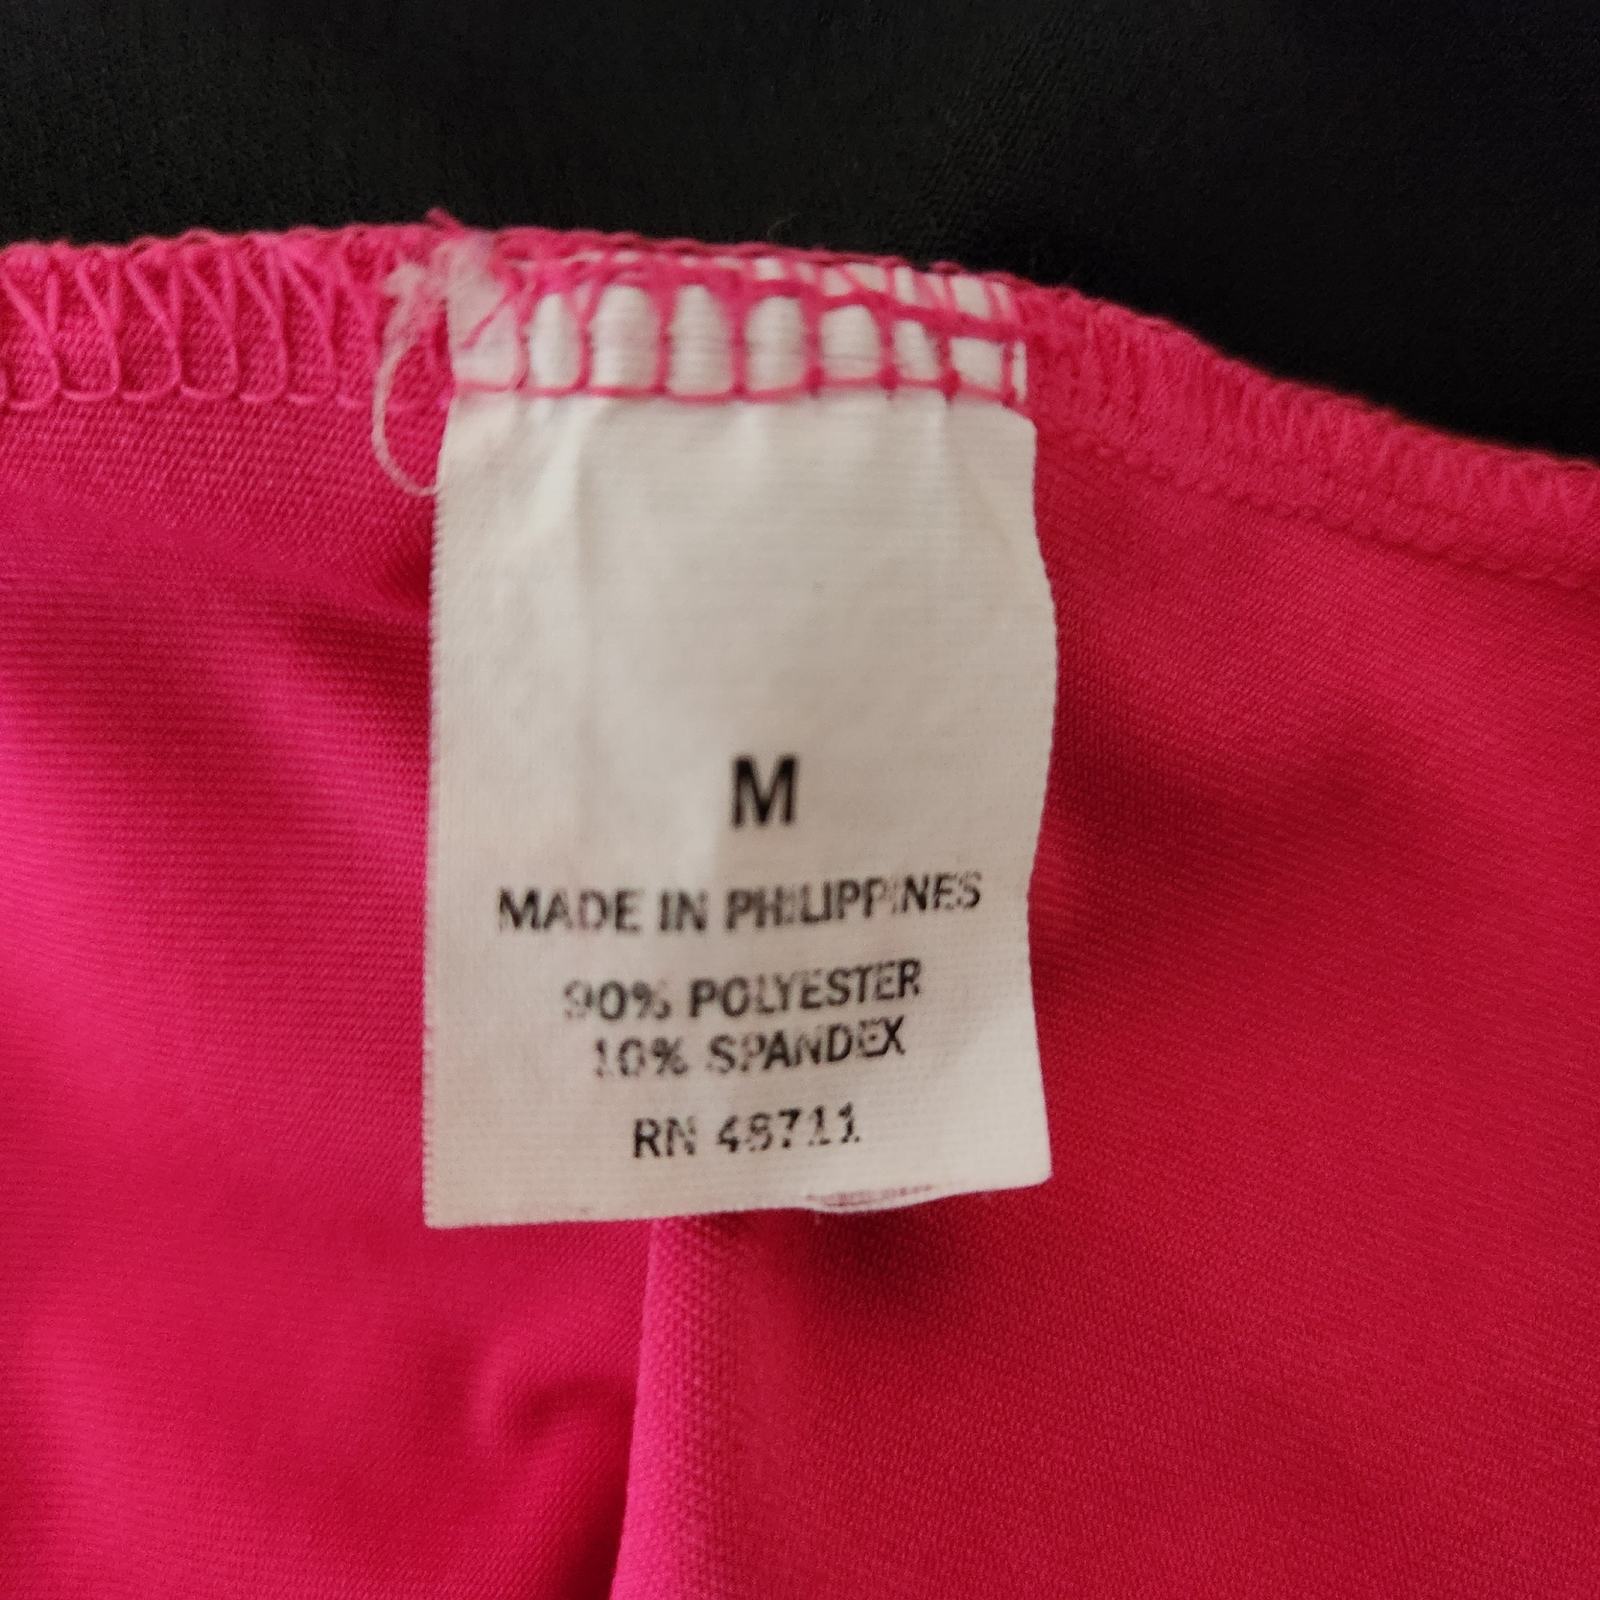 M
MADE IN PHILIPPINES
90% POLYESTER
10% SPANDEX
RN 48711